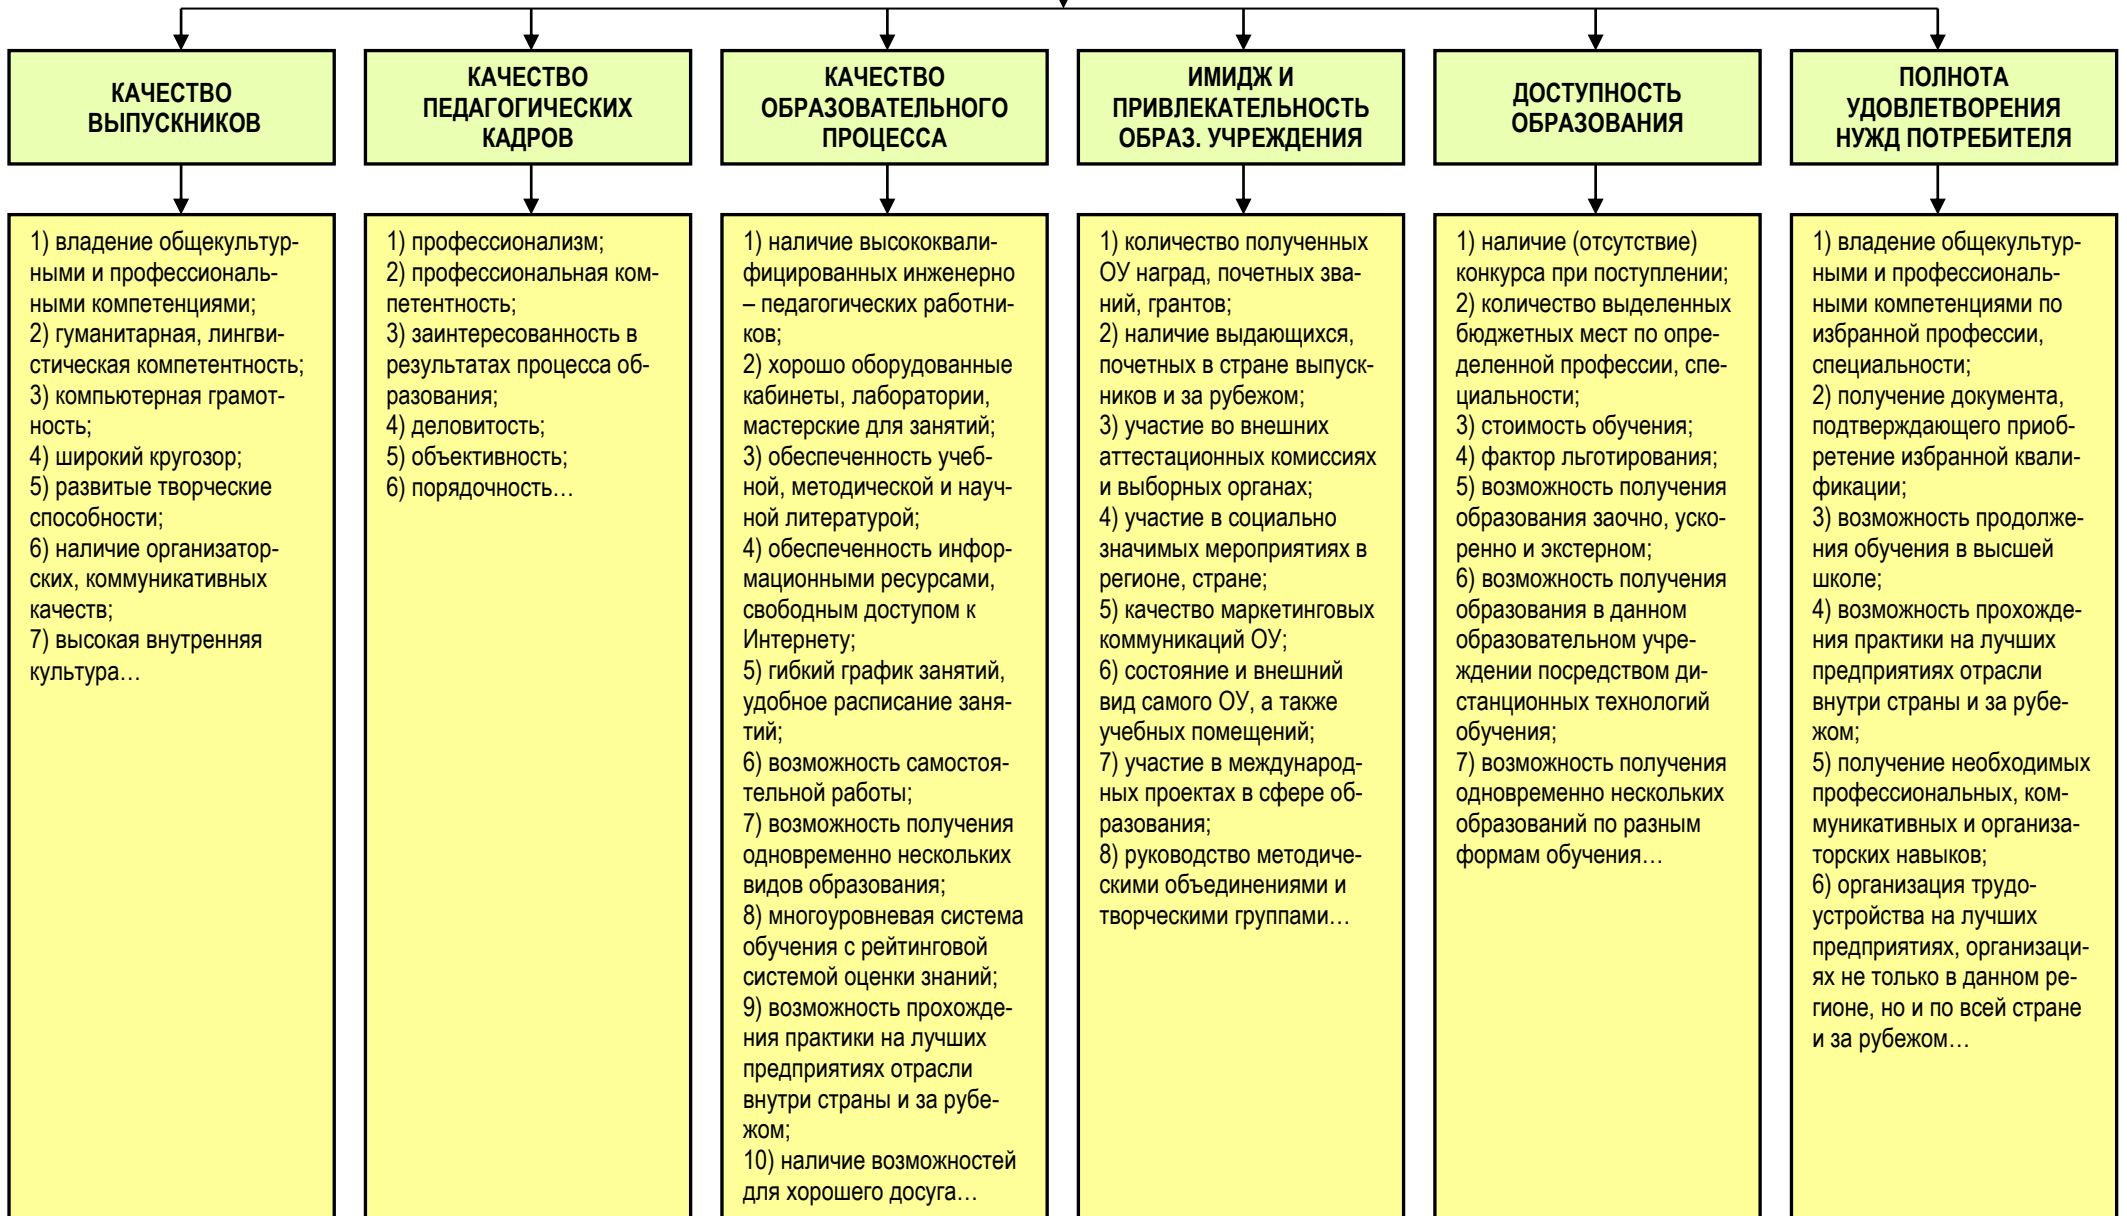 КАЧЕСТВО
ВЫПУСКНИКОВ
КАЧЕСТВО
ПЕДАГОГИЧЕСКИХ
КАДРОВ
КАЧЕСТВО
ОБРАЗОВАТЕЛЬНОГО
ПРОЦЕССА
ИМИДЖ И
ПРИВЛЕКАТЕЛЬНОСТЬ
ОБРАЗ. УЧРЕЖДЕНИЯ
ДОСТУПНОСТЬ
ОБРАЗОВАНИЯ
ПОЛНОТА
УДОВЛЕТВОРЕНИЯ
НУЖД ПОТРЕБИТЕЛЯ
1) владение общекультур-
ными и профессиональ-
ными компетенциями;
2) гуманитарная, лингви-
стическая компетентность;
3) компьютерная грамот-
ность;
4) широкий кругозор;
5) развитые творческие
способности;
6) наличие организатор-
ских, коммуникативных
качеств;
7) высокая внутренняя
культура…
1) профессионализм;
2) профессиональная ком-
петентность;
3) заинтересованность в
результатах процесса об-
разования;
4) деловитость;
5) объективность;
6) порядочность…
1) наличие высококвали-
фицированных инженерно
– педагогических работни-
ков;
2) хорошо оборудованные
кабинеты, лаборатории,
мастерские для занятий;
3) обеспеченность учеб-
ной, методической и науч-
ной литературой;
4) обеспеченность инфор-
мационными ресурсами,
свободным доступом к
Интернету;
5) гибкий график занятий,
удобное расписание заня-
тий;
6) возможность самостоя-
тельной работы;
7) возможность получения
одновременно нескольких
видов образования;
8) многоуровневая система
обучения с рейтинговой
системой оценки знаний;
9) возможность прохожде-
ния практики на лучших
предприятиях отрасли
внутри страны и за рубе-
жом;
10) наличие возможностей
для хорошего досуга…
1) количество полученных
ОУ наград, почетных зва-
ний, грантов;
2) наличие выдающихся,
почетных в стране выпуск-
ников и за рубежом;
3) участие во внешних
аттестационных комиссиях
и выборных органах;
4) участие в социально
значимых мероприятиях в
регионе, стране;
5) качество маркетинговых
коммуникаций ОУ;
6) состояние и внешний
вид самого ОУ, а также
учебных помещений;
7) участие в международ-
ных проектах в сфере об-
разования;
8) руководство методиче-
скими объединениями и
творческими группами…
1) наличие (отсутствие)
конкурса при поступлении;
2) количество выделенных
бюджетных мест по опре-
деленной профессии, спе-
циальности;
3) стоимость обучения;
4) фактор льготирования;
5) возможность получения
образования заочно, уско-
ренно и экстерном;
6) возможность получения
образования в данном
образовательном учре-
ждении посредством ди-
станционных технологий
обучения;
7) возможность получения
одновременно нескольких
образований по разным
формам обучения…
1) владение общекультур-
ными и профессиональ-
ными компетенциями по
избранной профессии,
специальности;
2) получение документа,
подтверждающего приоб-
ретение избранной квали-
фикации;
3) возможность продолже-
ния обучения в высшей
школе;
4) возможность прохожде-
ния практики на лучших
предприятиях отрасли
внутри страны и за рубе-
жом;
5) получение необходимых
профессиональных, ком-
муникативных и организа-
торских навыков;
6) организация трудо-
устройства на лучших
предприятиях, организаци-
ях не только в данном ре-
гионе, но и по всей стране
и за рубежом…